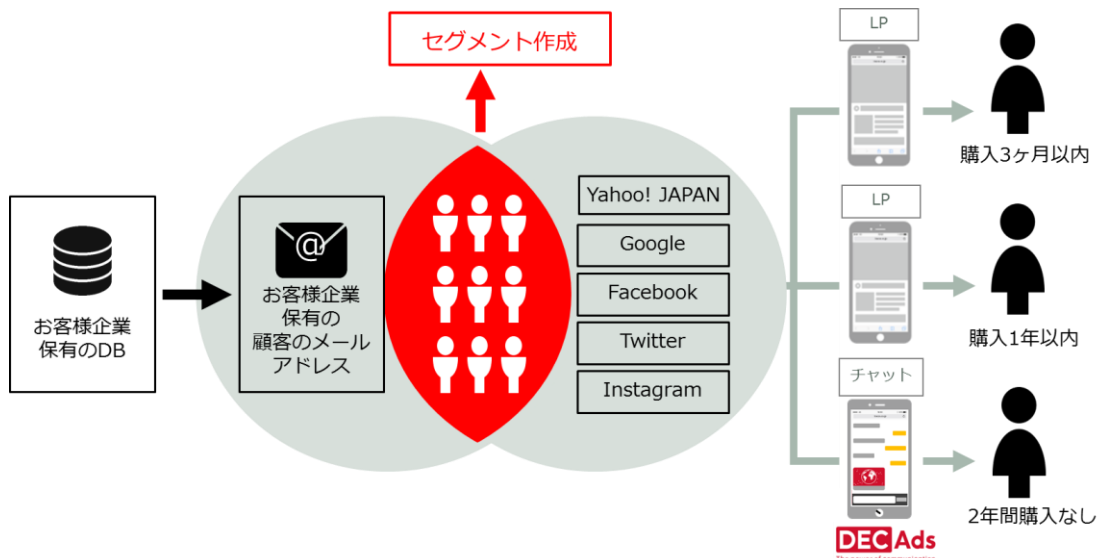 セグメント作成
お客様企業
保有のDB
@
お客様企業
保有の
顧客のメール
アドレス
Yahoo! JAPAN
Google
Facebook
Twitter
Instagram
LP
購入3ヶ月以内
LP
購入1年以内
チャット
2年間購入なし
DEC Ads